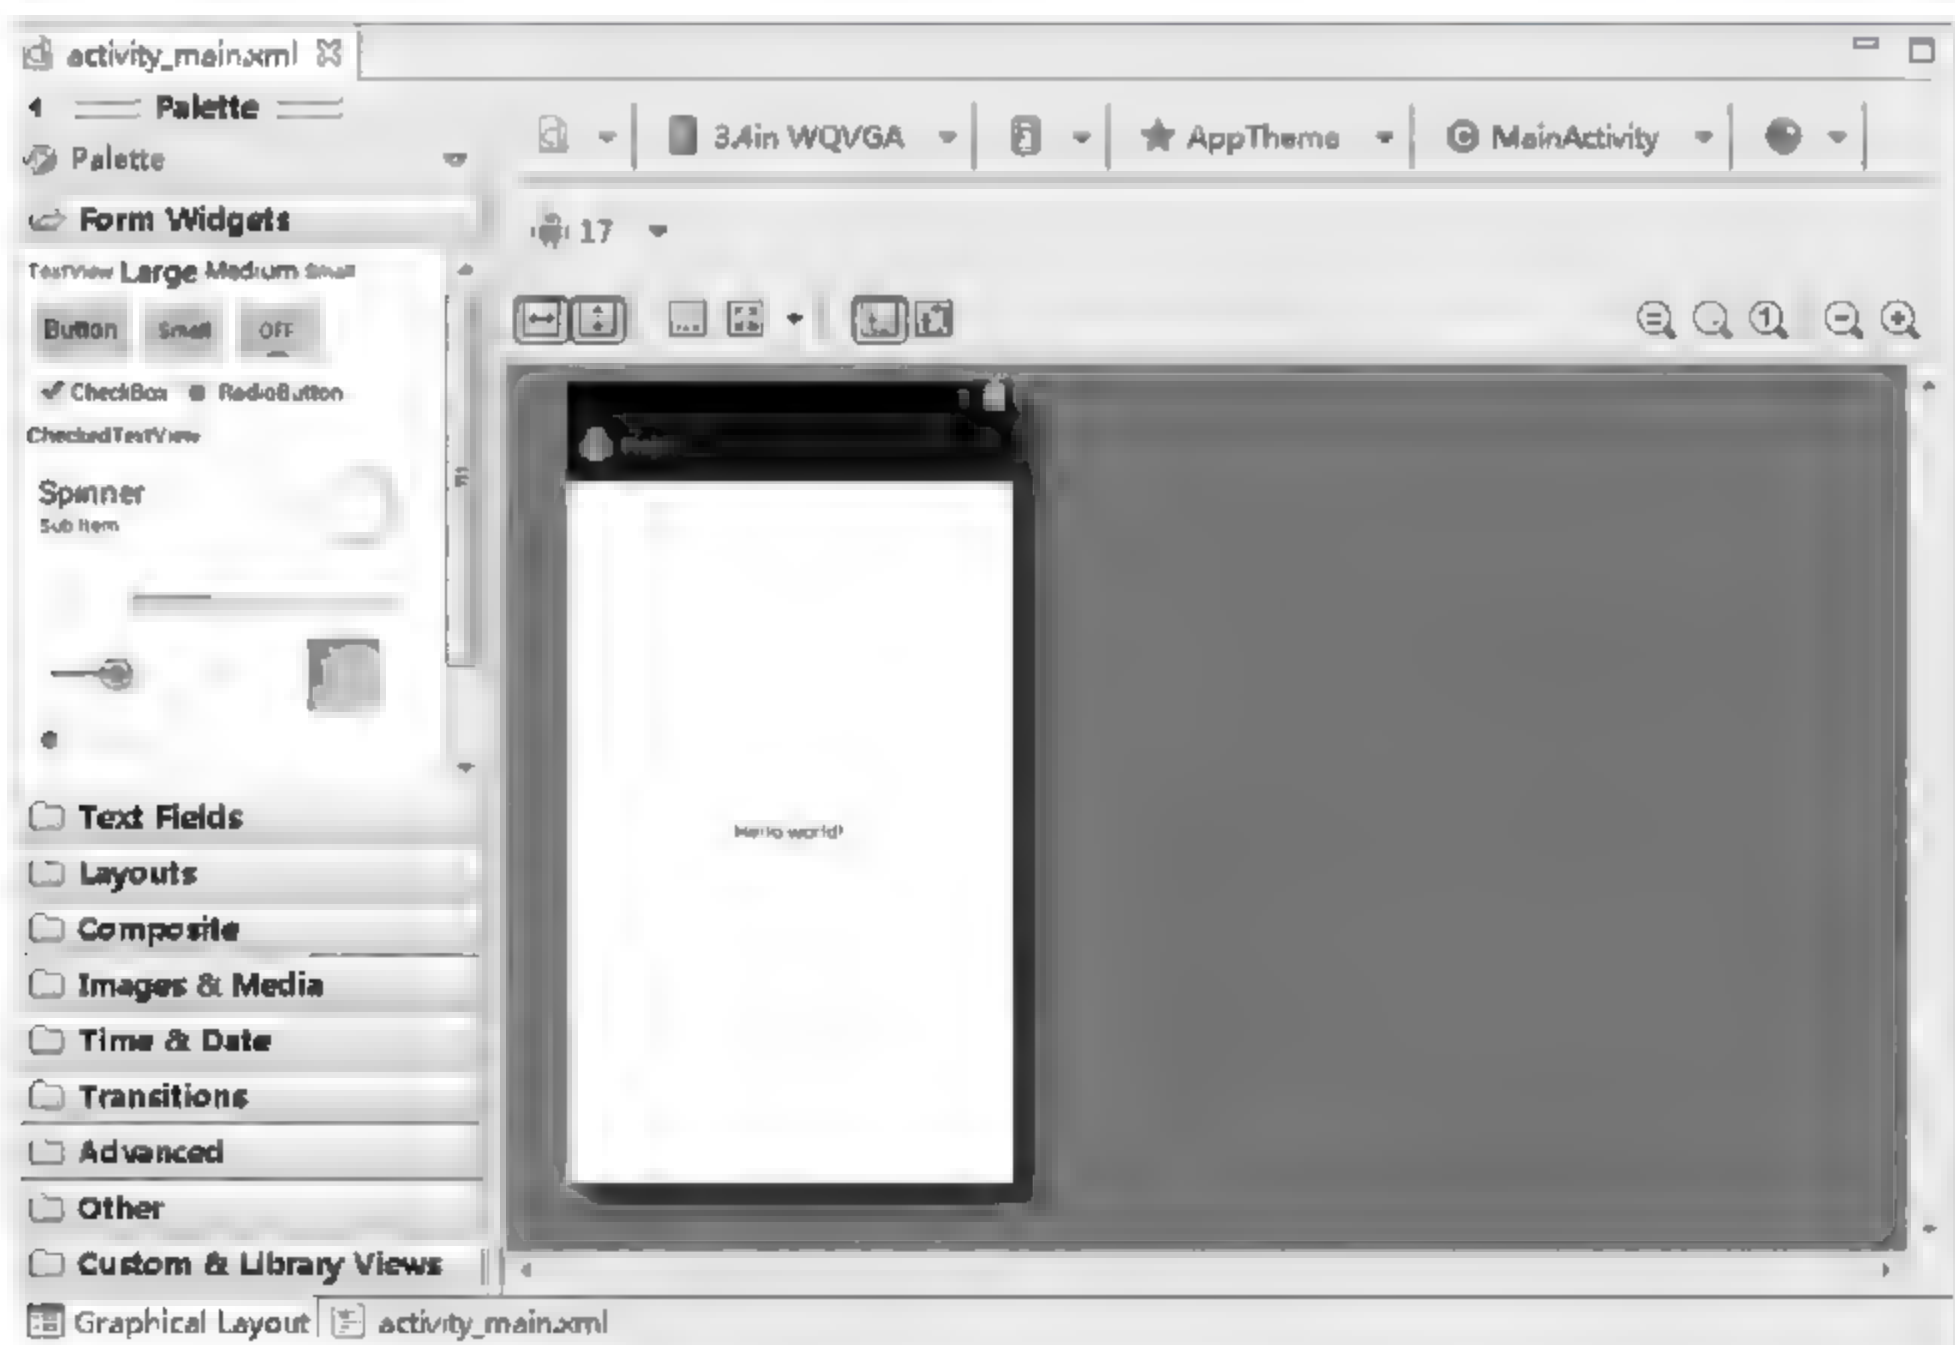 activity_main.xml
Palette
Palette
3.4in WQVGA
AppTheme
MainActivity
Form Widgets
17
TextView Large Medium Small
Button Small OFF
CheckBox RadioButton
CheckedTextView
Spinner
Sub Item
Hello world!
Text Fields
Layouts
Composite
Images & Media
Time & Date
Transitions
Advanced
Other
Custom & Library Views
Graphical Layout
activity_main.xml